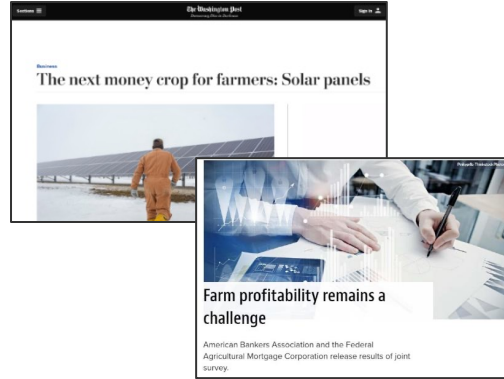 Sections
The Washington Post
Democracy Dies in Darkness
Sign in
Business
The next money crop for farmers: Solar panels
Farm profitability remains a
challenge
American Bankers Association and the Federal
Agricultural Mortgage Corporation release results of joint
survey.